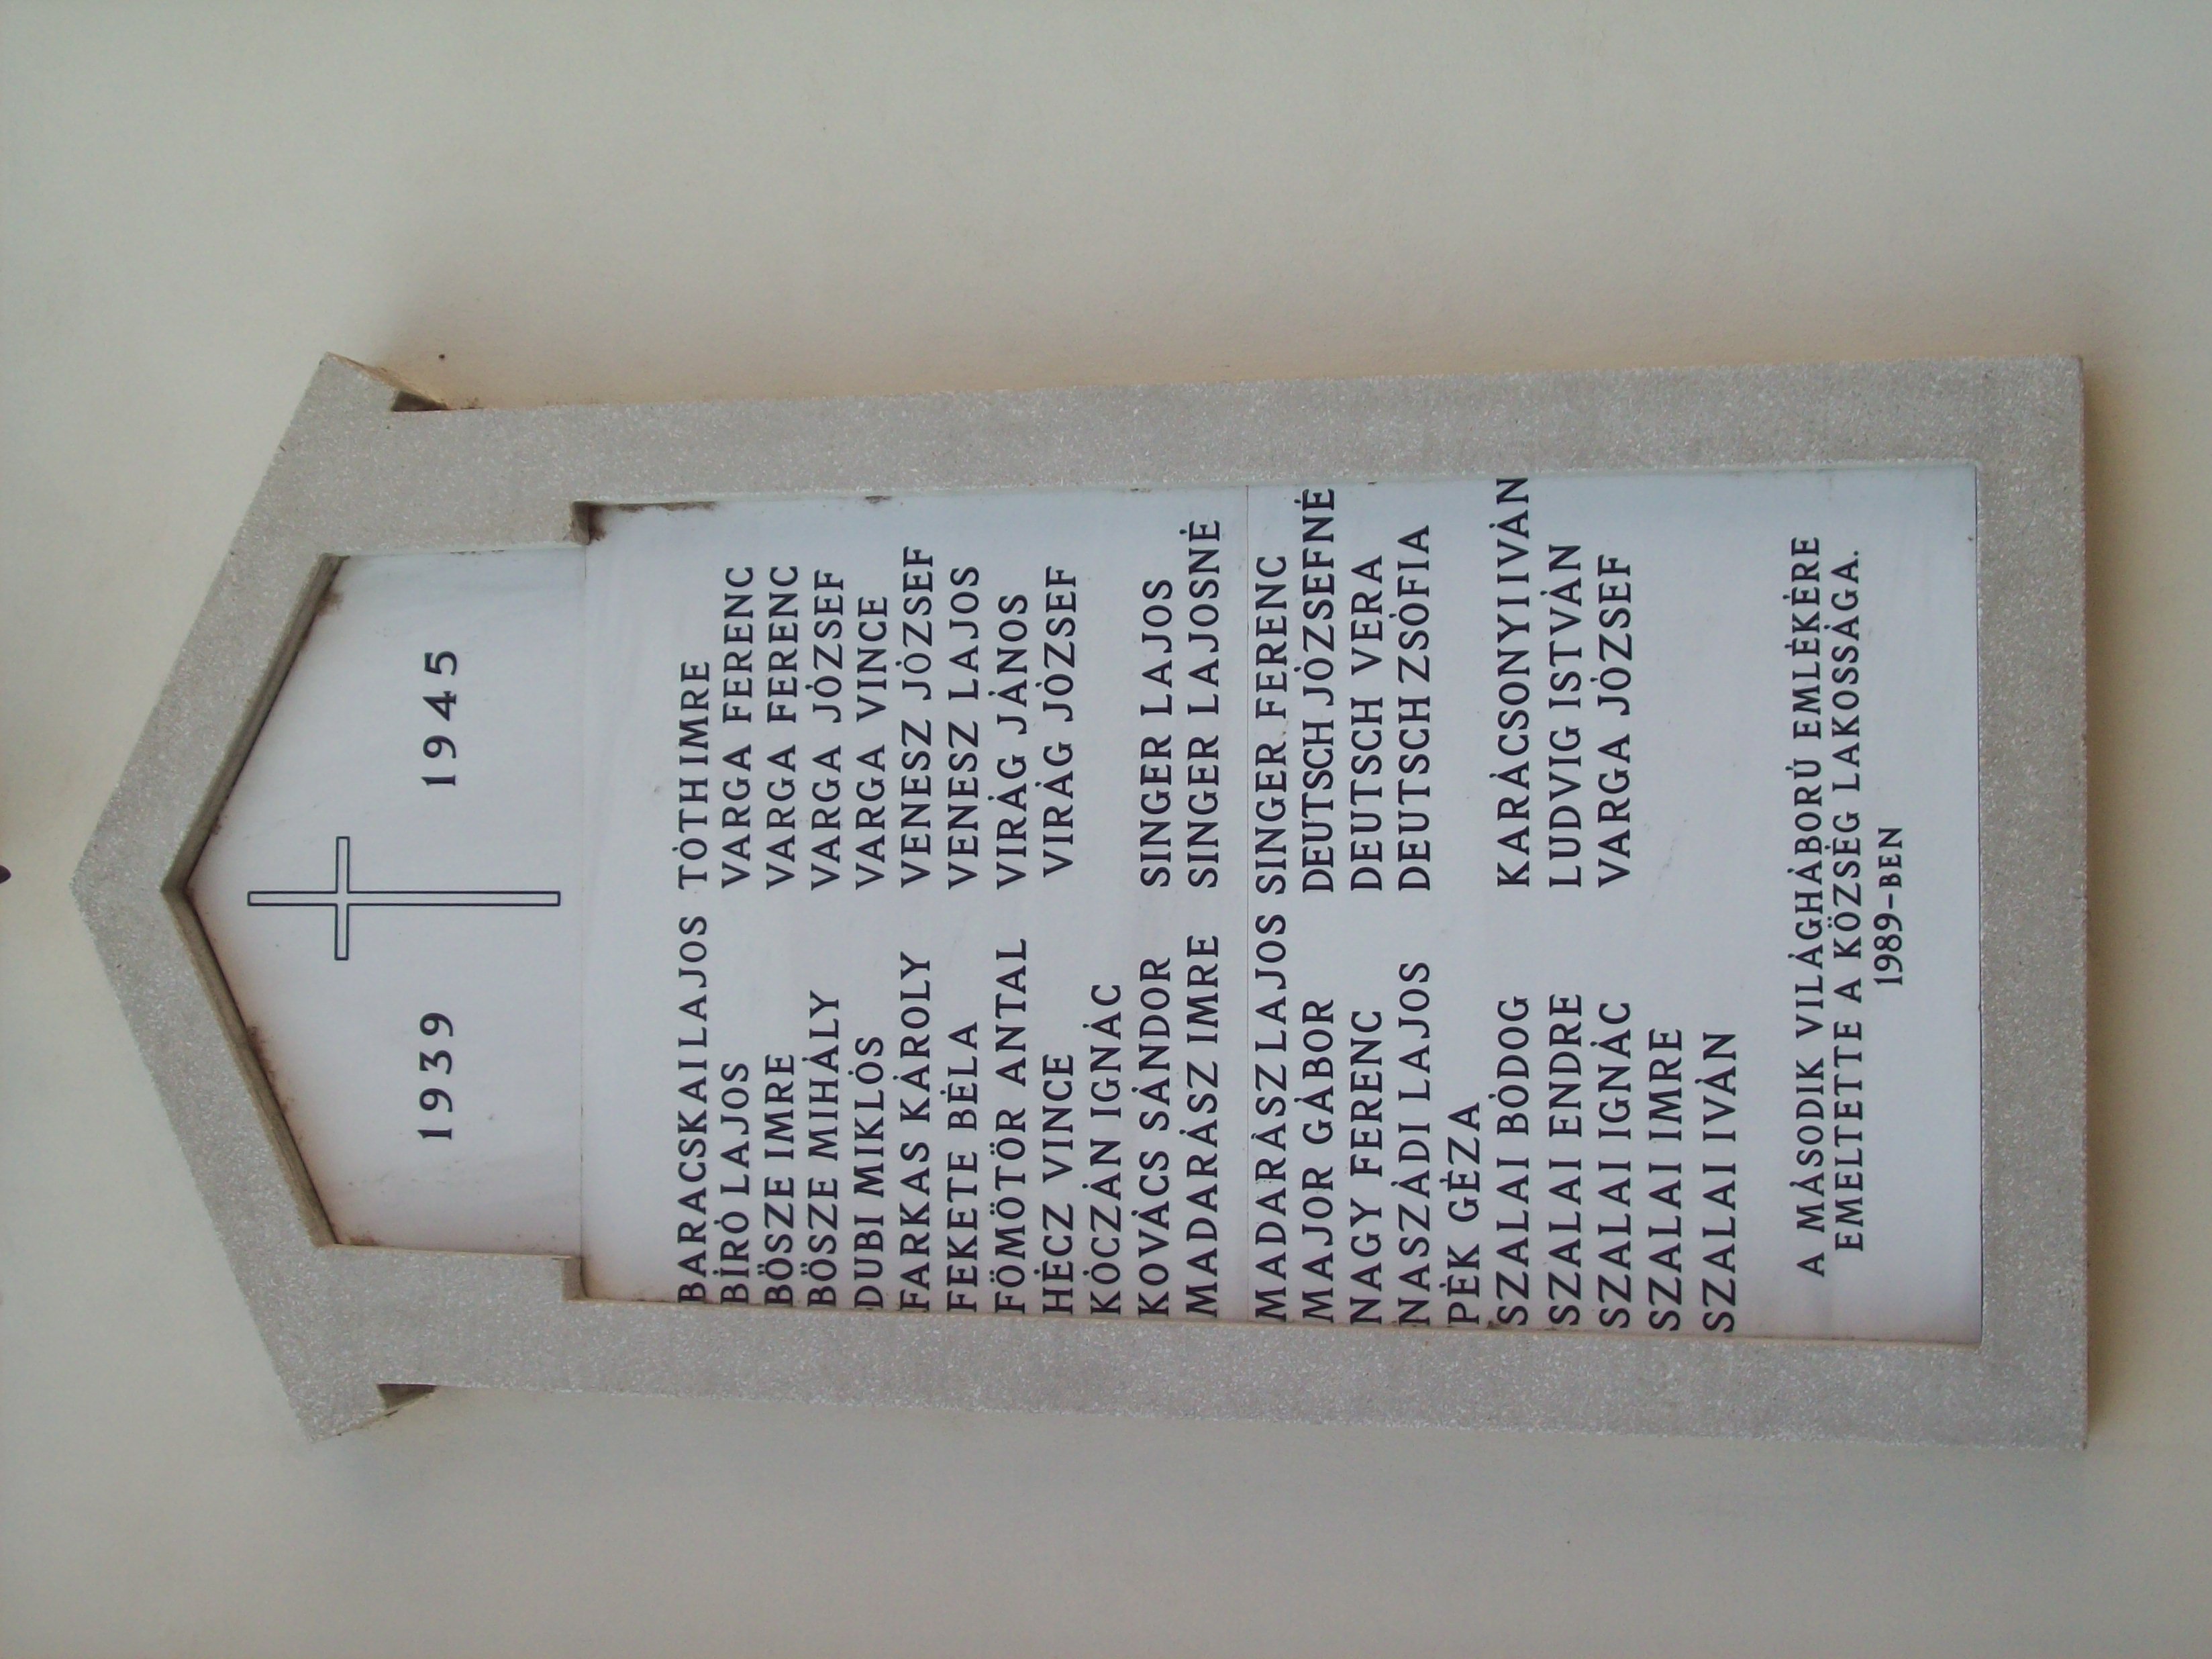 1939
1945
BARACSKAI LAJOS
BÍRÓ LAJOS
BÖSZE IMRE
BÖSZE MIHÁLY
DUBI MIKLÓS
FARKAS KÁROLY
FEKETE BÉLA
FÖMÖTÖR ANTAL
HÉCZ VINCE
KÓCZÁN IGNÁC
KOVÁCS SÁNDOR
MADARÁSZ IMRE
MADARÁSZ LAJOS
MAJOR GÁBOR
NAGY FERENC
NASZÁDI LAJOS
PÉK GÉZA
SZALAI BÓDOG
SZALAI ENDRE
SZALAI IGNÁC
SZALAI IMRE
SZALAI IVÁN
TÓTH IMRE
VARGA FERENC
VARGA FERENC
VARGA JÓZSEF
VARGA VINCE
VENESZ JÓZSEF
VENESZ LAJOS
VIRÁG JÁNOS
VIRÁG JÓZSEF
SINGER LAJOS
SINGER LAJOSNÉ
SINGER FERENC
DEUTSCH JÓZSEFNÉ
DEUTSCH VERA
DEUTSCH ZSÓFIA
KARÁCSONYI IVÁN
LUDVIG ISTVÁN
VARGA JÓZSEF
A MÁSODIK VILÁGHÁBORÚ EMLÉKÉRE
EMELTETTE A KÖZSÉG LAKOSSÁGA.
1989-BEN